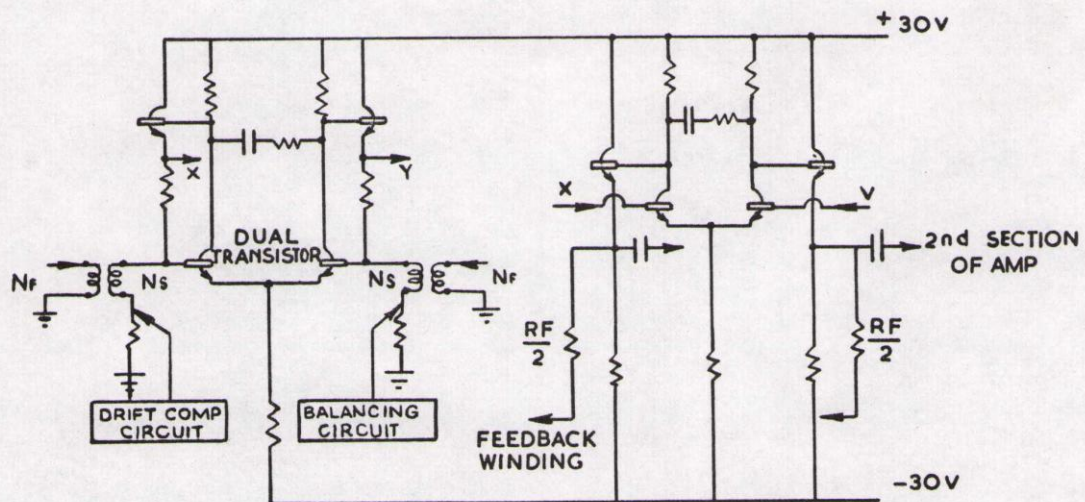 + 30V
X
Y
X
V
DUAL
TRANSISTOR
NF
NS
NS
NF
2nd SECTION
OF AMP
RF
2
RF
2
DRIFT COMP
CIRCUIT
BALANCING
CIRCUIT
FEEDBACK
WINDING
-30V